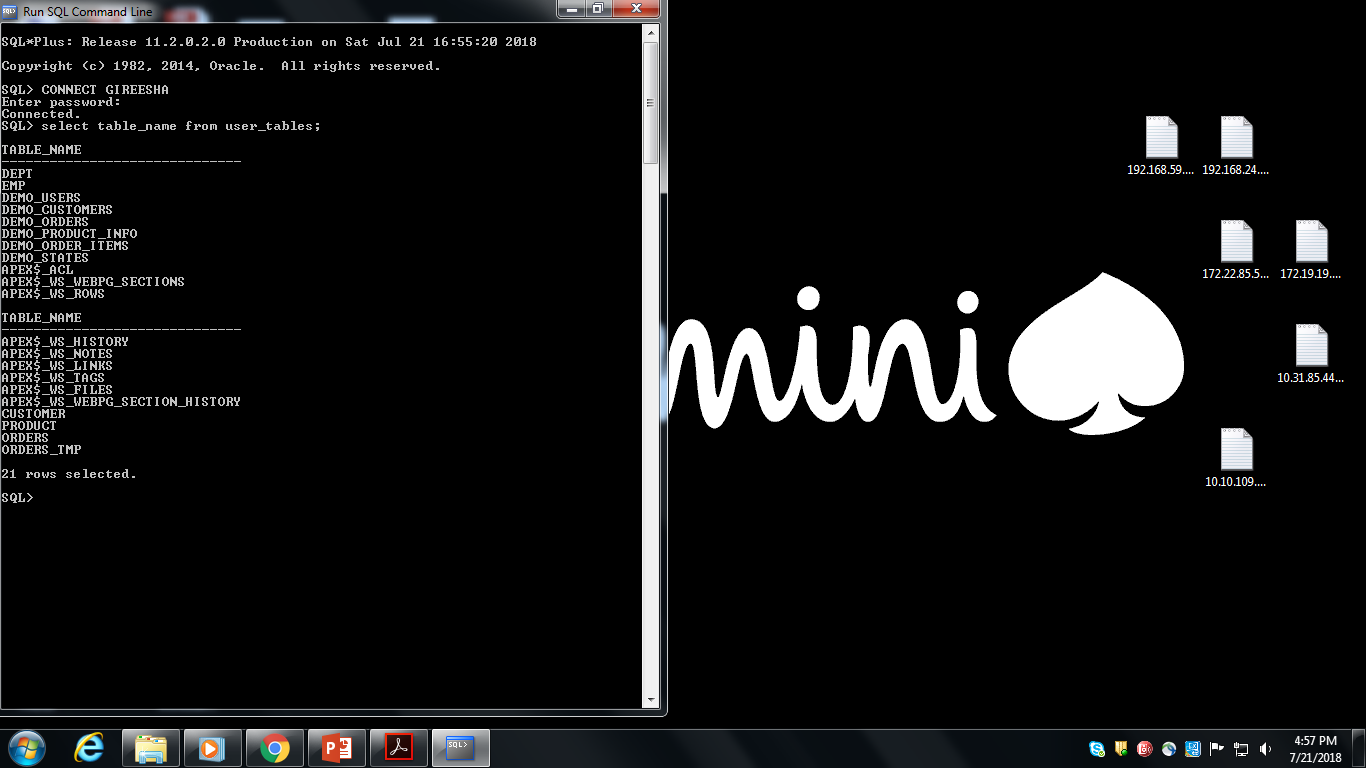 Run SQL Command Line
SQL*Plus: Release 11.2.0.2.0 Production on Sat Jul 21 16:55:20 2018
Copyright (c) 1982, 2014, Oracle.  All rights reserved.
SQL> CONNECT GIREESHA
Enter password:
Connected.
SQL> select table_name from user_tables;
TABLE_NAME
------------------------------
DEPT
EMP
DEMO_USERS
DEMO_CUSTOMERS
DEMO_ORDERS
DEMO_PRODUCT_INFO
DEMO_ORDER_ITEMS
DEMO_STATES
APEX$_ACL
APEX$_WS_WEBPG_SECTIONS
APEX$_WS_ROWS
TABLE_NAME
------------------------------
APEX$_WS_HISTORY
APEX$_WS_NOTES
APEX$_WS_LINKS
APEX$_WS_TAGS
APEX$_WS_FILES
APEX$_WS_WEBPG_SECTION_HISTORY
CUSTOMER
PRODUCT
ORDERS
ORDERS_TMP
21 rows selected.
SQL>
192.168.59....
192.168.24....
172.22.85.5...
172.19.19....
mini
10.31.85.44...
10.10.109....
4:57 PM
7/21/2018